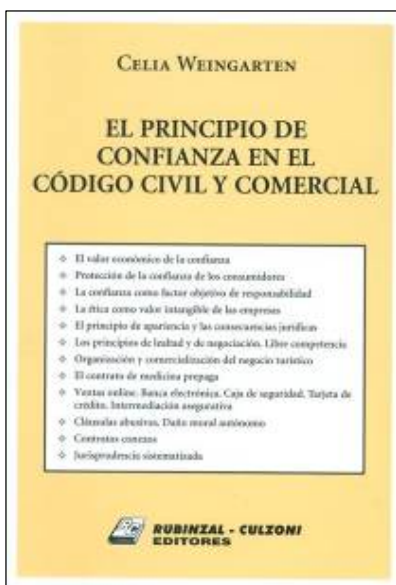 CELIA WEINGARTEN
EL PRINCIPIO DE
CONFIANZA EN EL
CÓDIGO CIVIL Y COMERCIAL
❖ El valor económico de la confianza
❖ Protección de la confianza de los consumidores
❖ La confianza como factor objetivo de responsabilidad
❖ La ética como valor intangible de las empresas
❖ El principio de apariencia y las consecuencias jurídicas
❖ Los principios de lealtad y de negociación. Libre competencia
❖ Organización y comercialización del negocio turístico
❖ El contrato de medicina prepaga
❖ Ventas online. Banca electrónica. Caja de seguridad. Tarjeta de
crédito. Intermediación asegurativa
❖ Cláusulas abusivas. Daño moral autónomo
❖ Contratos conexos
❖ Jurisprudencia sistematizada
RC RUBINZAL - CULZONI
EDITORES